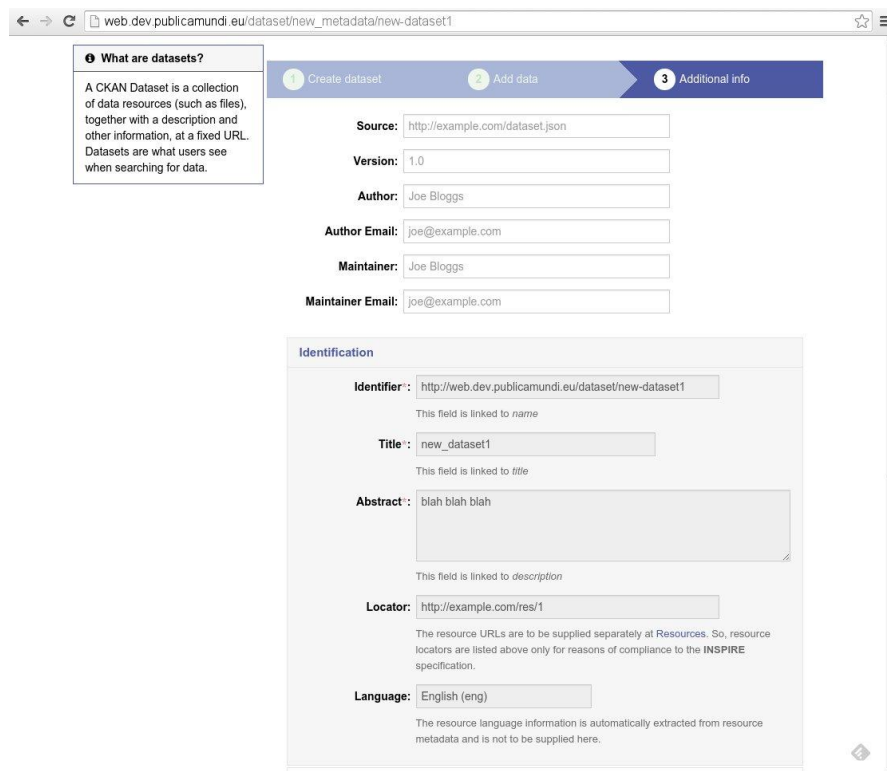 web.dev.publicamundi.eu/dataset/new_metadata/new-dataset1
What are datasets?
A CKAN Dataset is a collection
of data resources (such as files),
together with a description and
other information, at a fixed URL.
Datasets are what users see
when searching for data.
1 Create dataset
2 Add data
3 Additional info
Source: http://example.com/dataset.json
Version: 1.0
Author: Joe Bloggs
Author Email: joe@example.com
Maintainer: Joe Bloggs
Maintainer Email: joe@example.com
Identification
Identifier*: http://web.dev.publicamundi.eu/dataset/new-dataset1
This field is linked to name
Title*: new_dataset1
This field is linked to title
Abstract*: blah blah blah
This field is linked to description
Locator: http://example.com/res/1
The resource URLs are to be supplied separately at Resources. So, resource
locators are listed above only for reasons of compliance to the INSPIRE
specification.
Language: English (eng)
The resource language information is automatically extracted from resource
metadata and is not to be supplied here.